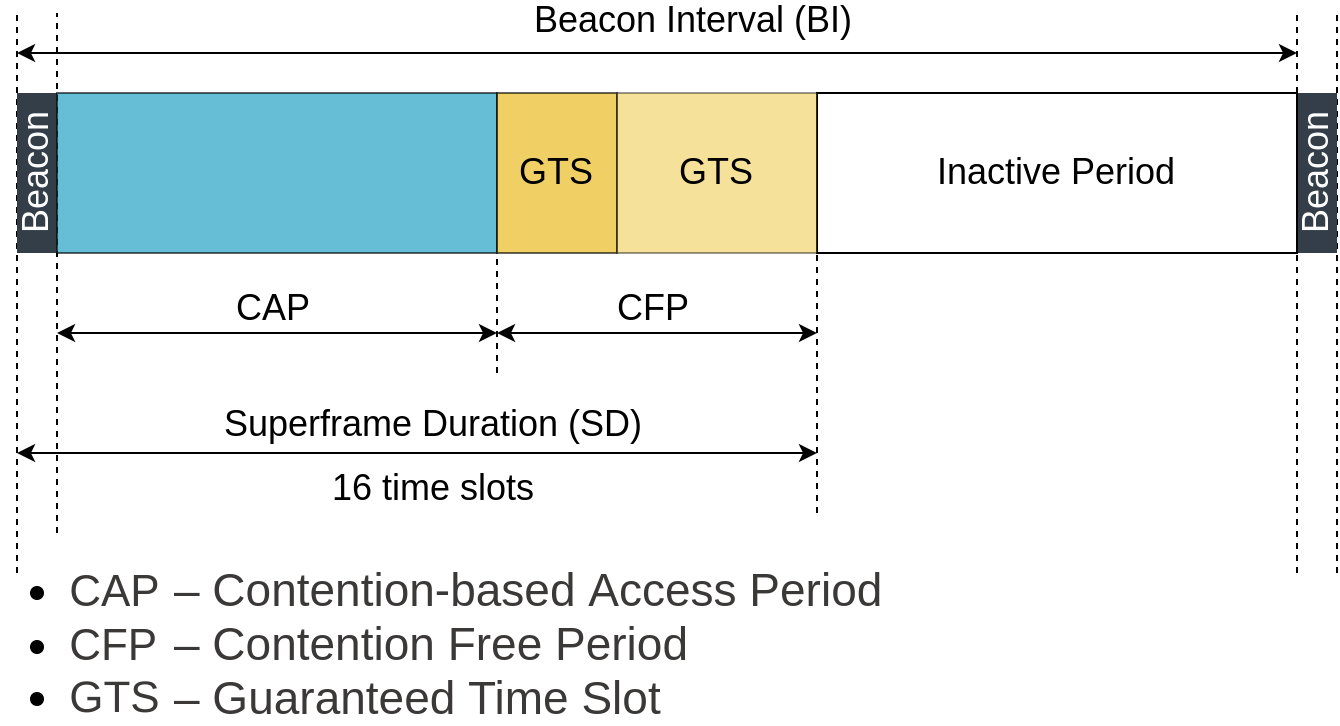 Beacon Interval (BI)
Beacon
GTS
GTS
Inactive Period
Beacon
CAP
CFP
Superframe Duration (SD)
16 time slots
• CAP – Contention-based Access Period
• CFP – Contention Free Period
• GTS – Guaranteed Time Slot